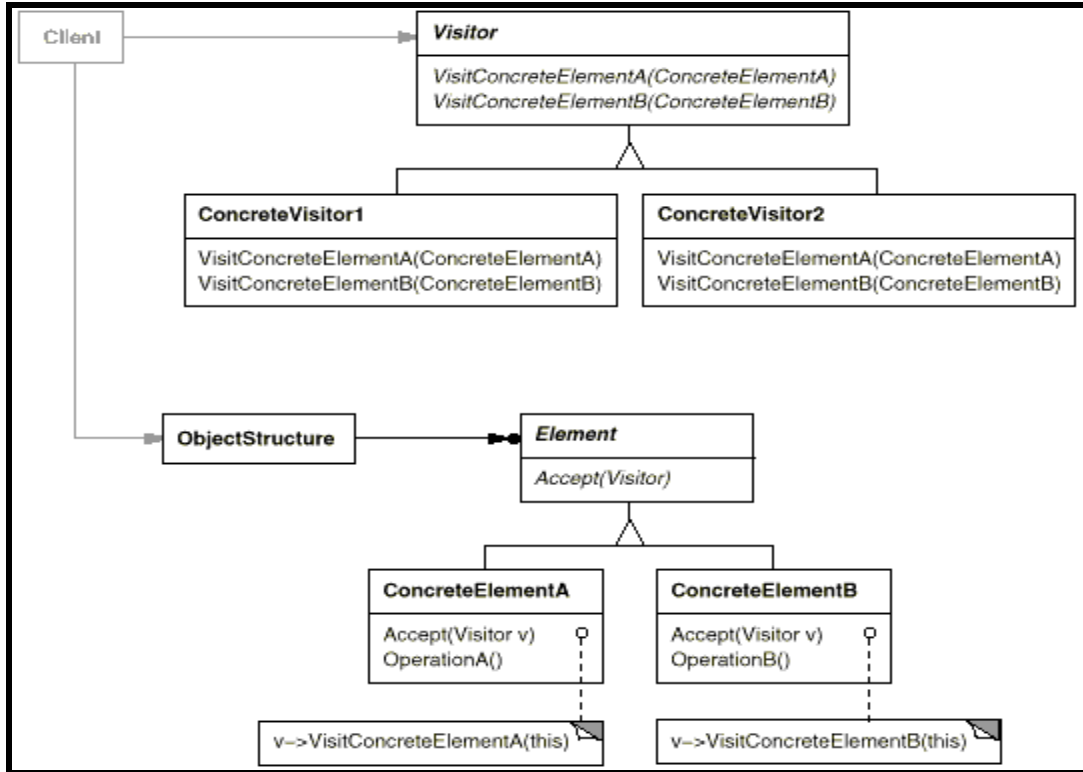 Client
Visitor
VisitConcreteElementA(ConcreteElementA)
VisitConcreteElementB(ConcreteElementB)
ConcreteVisitor1
VisitConcreteElementA(ConcreteElementA)
VisitConcreteElementB(ConcreteElementB)
ConcreteVisitor2
VisitConcreteElementA(ConcreteElementA)
VisitConcreteElementB(ConcreteElementB)
ObjectStructure
Element
Accept(Visitor)
ConcreteElementA
Accept(Visitor v)
OperationA()
ConcreteElementB
Accept(Visitor v)
OperationB()
v–>VisitConcreteElementA(this)
v–>VisitConcreteElementB(this)